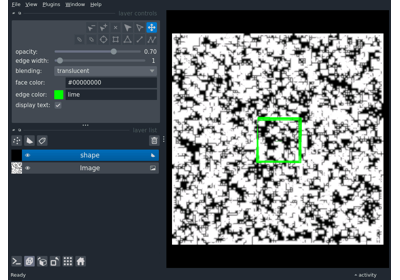 File View Plugins Window Help
layer controls
opacity: 0.70
edge width: 1
blending: translucent
face color: #00000000
edge color: lime
display text:
layer list
shape
Image
Ready activity